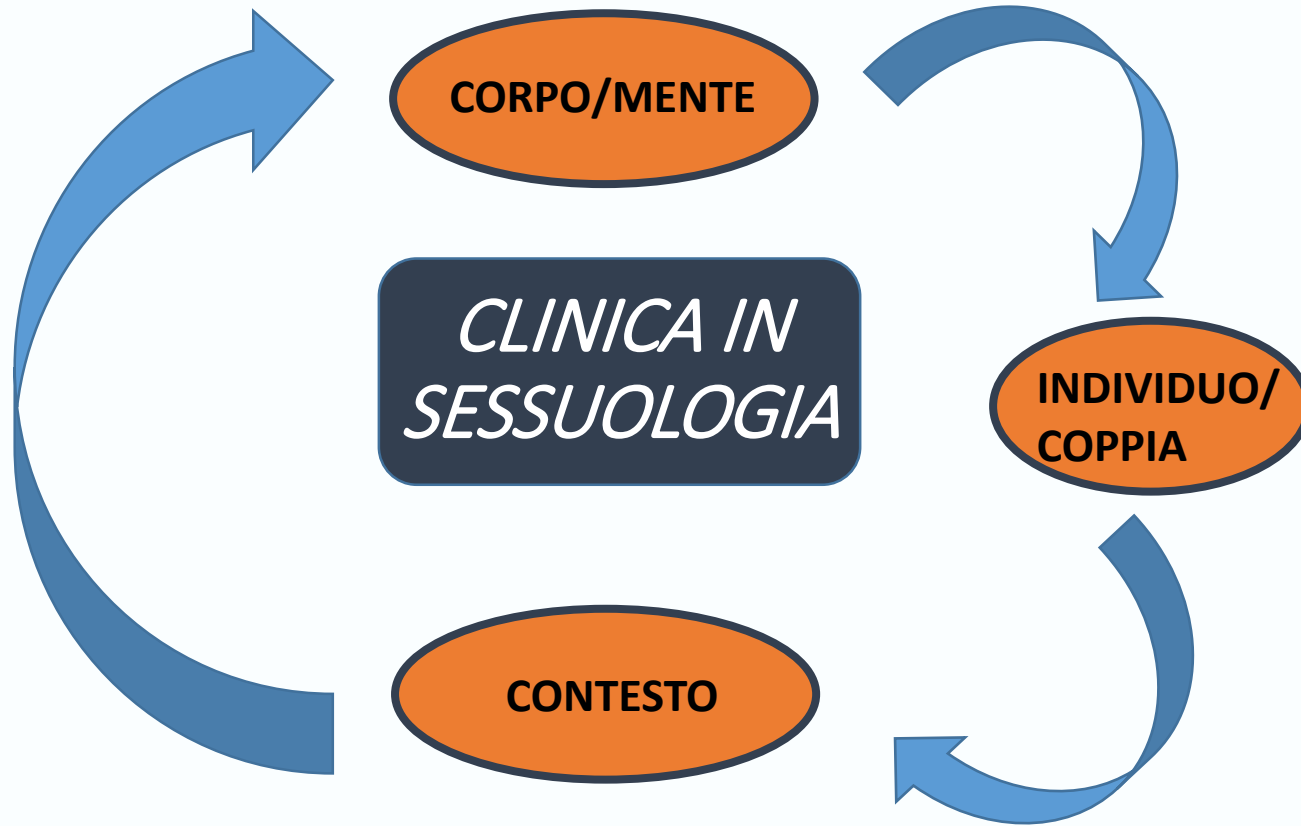 CORPO/MENTE
CLINICA IN
SESSUOLOGIA
INDIVIDUO/
COPPIA
CONTESTO